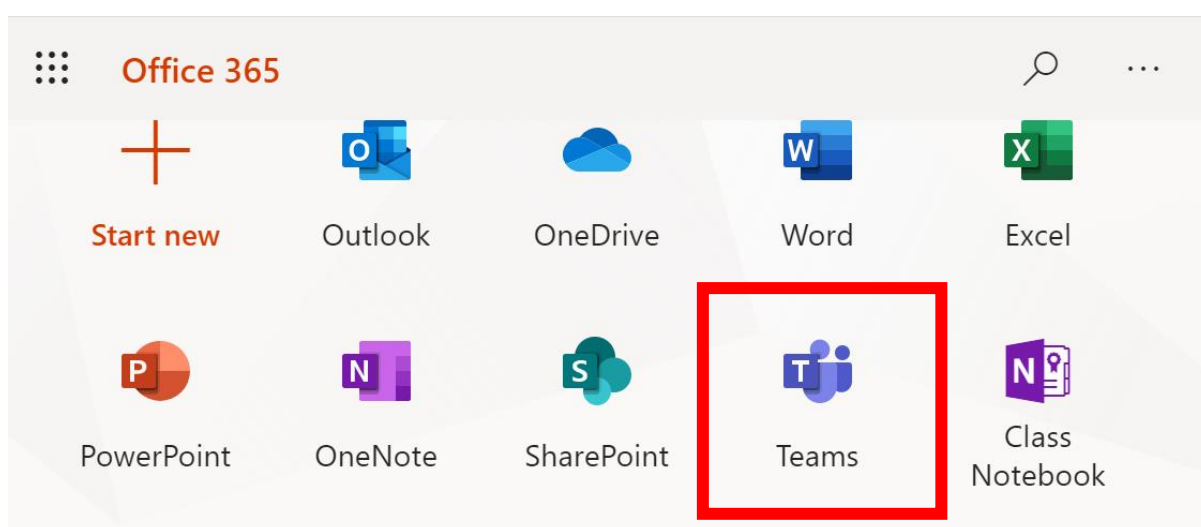 Office 365
...
Start new
O
Outlook
OneDrive
W
Word
X
Excel
P
PowerPoint
N
OneNote
S
SharePoint
T
Teams
N
Class
Notebook